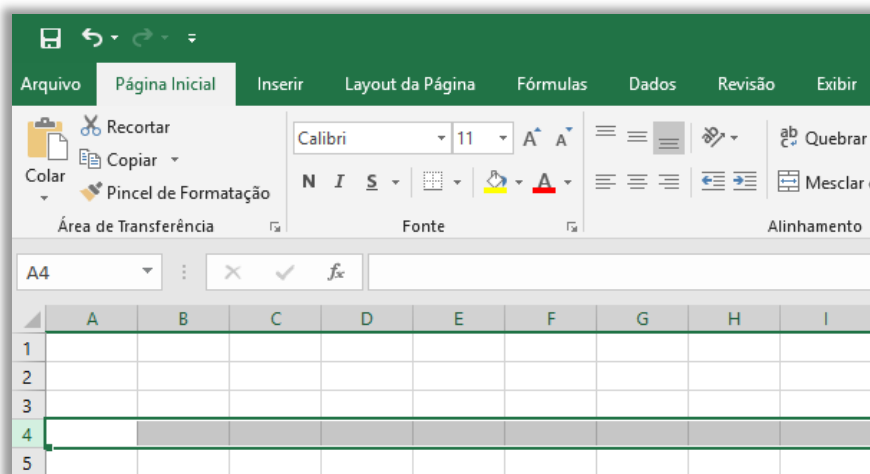 Arquivo Página Inicial Inserir Layout da Página Fórmulas Dados Revisão Exibir
Colar
Recortar
Copiar
Pincel de Formatação
Área de Transferência
Calibri 11 A A
N I S A
Fonte
ab c Quebrar
Mesclar
Alinhamento
A4 fx
A B C D E F G H I
1
2
3
4
5